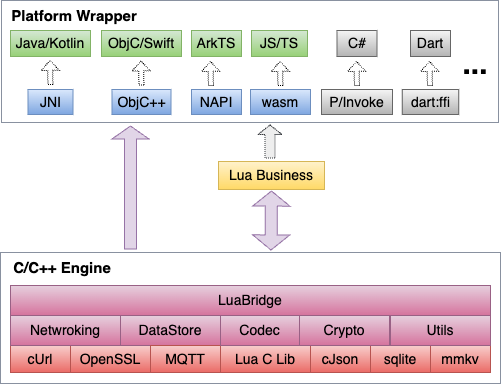 Platform Wrapper
Java/Kotlin ObjC/Swift ArkTS JS/TS C# Dart
...
JNI ObjC++ NAPI wasm P/Invoke dart:ffi
Lua Business
C/C++ Engine
LuaBridge
Netwroking DataStore Codec Crypto Utils
cUrl OpenSSL MQTT Lua C Lib cJson sqlite mmkv